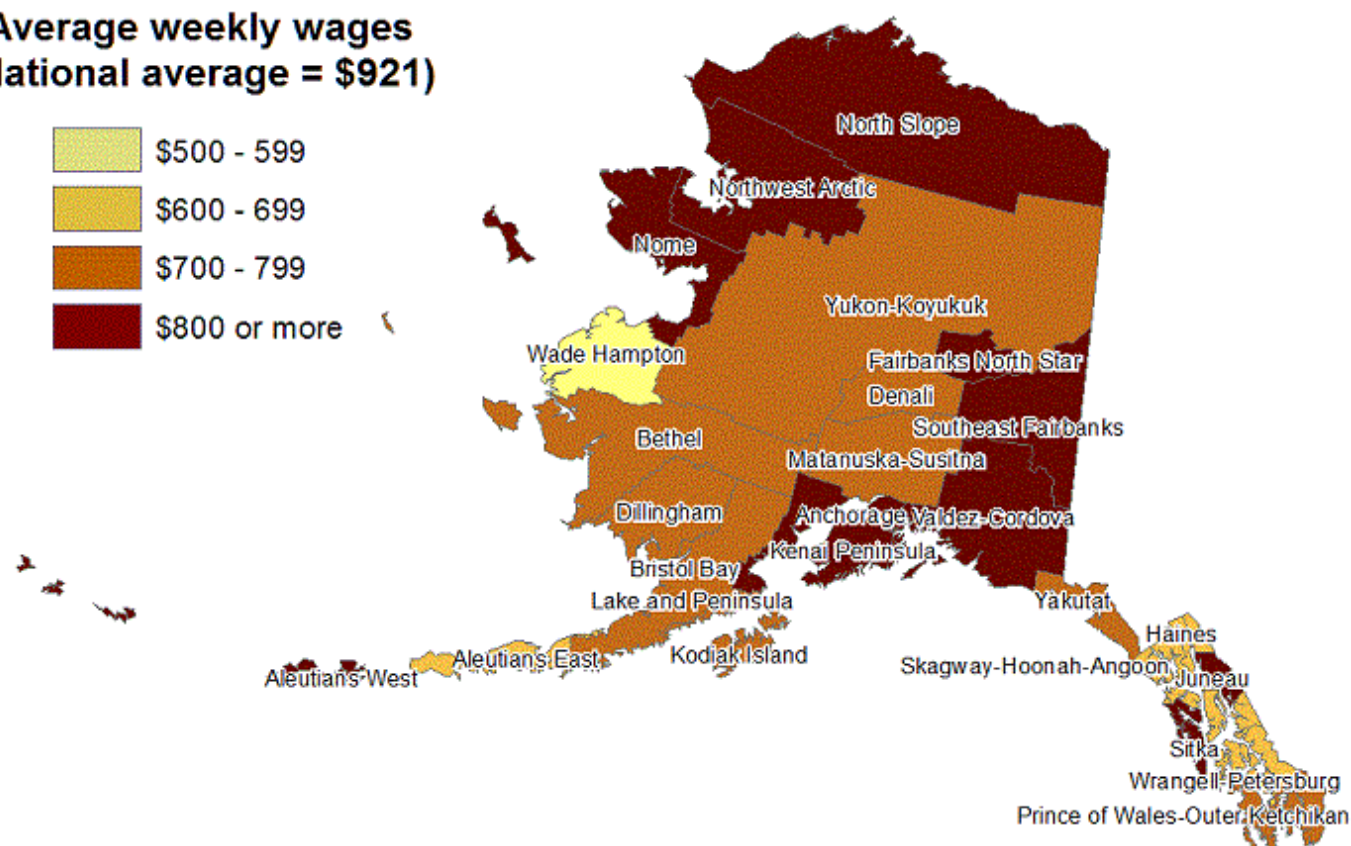 Average weekly wages
National average = $921)
$500 - 599
$600 - 699
$700 - 799
$800 or more
North Slope
Northwest Arctic
Nome
Yukon-Koyukuk
Wade Hampton
Fairbanks North Star
Denali
Southeast Fairbanks
Bethel
Matanuska-Susitna
Dillingham
Anchorage
Valdez-Cordova
Kenai Peninsula
Bristol Bay
Lake and Peninsula
Yakutat
Haines
Kodiak Island
Aleutians East
Skagway-Hoonah-Angoon
Aleutians West
Juneau
Sitka
Wrangell-Petersburg
Prince of Wales-Outer Ketchikan